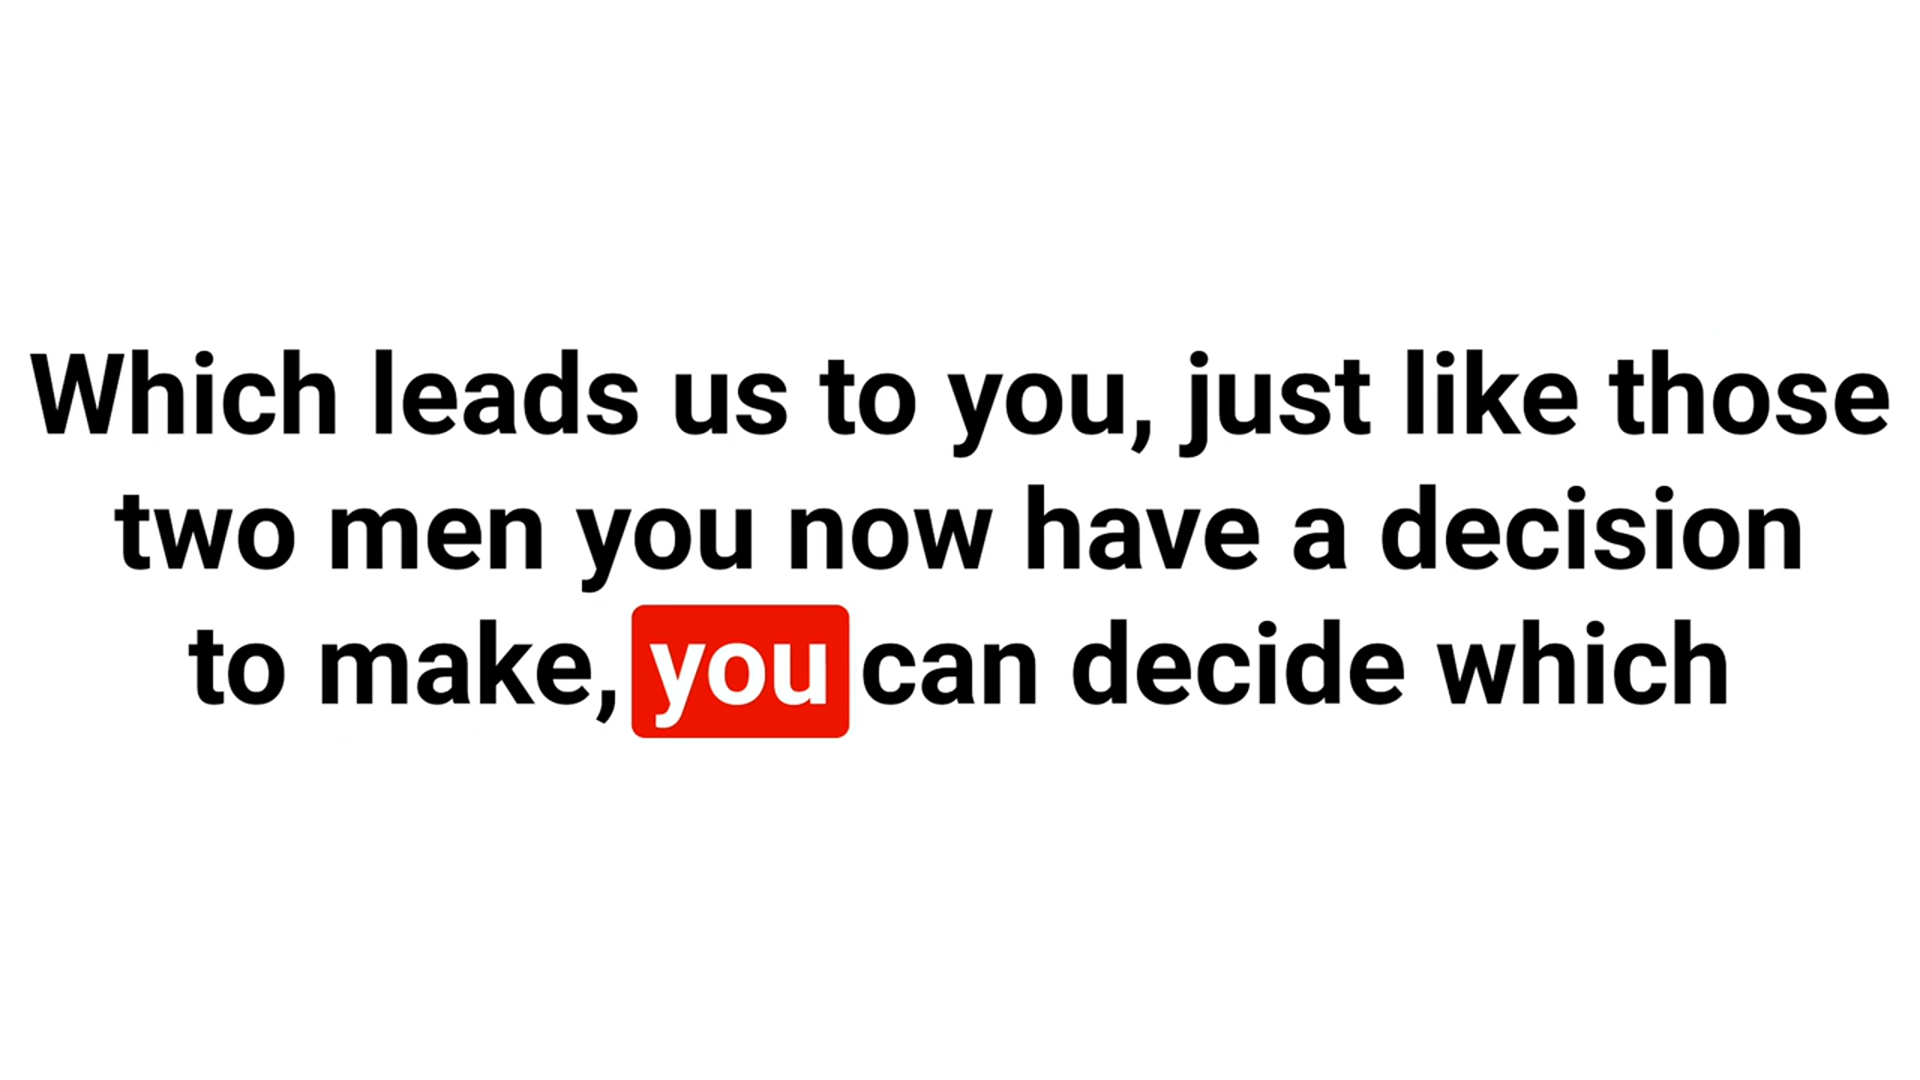 Which leads us to you, just like those
two men you now have a decision
to make, you can decide which